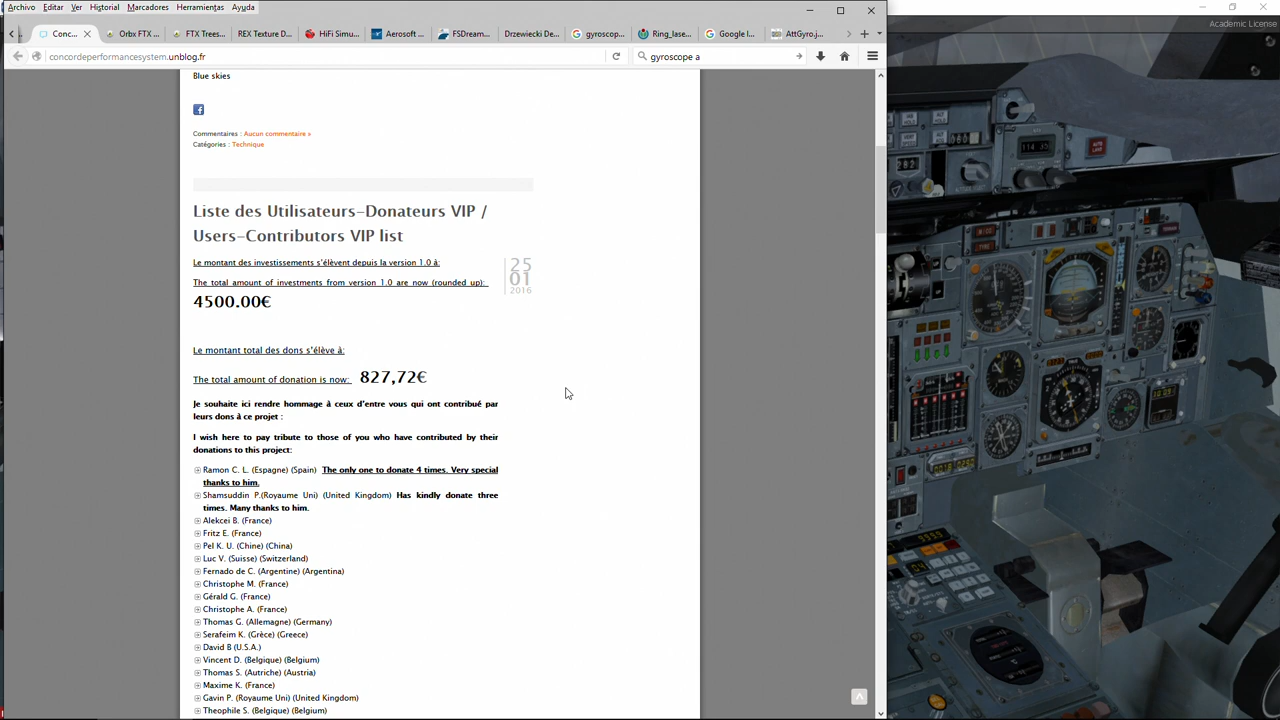 Archivo Editar Ver Historial Marcadores Herramientas Ayuda
Academic License
Conc... Orbx FTX ... FTX Trees... REX Texture D... HiFi Simu... Aerosoft ... FSDream... Drzewiecki De... gyroscop... Ring_lase... Google I... AttGyro.j...
concordeperformancesystem.unblog.fr
gyroscope a
Blue skies
Commentaires : Aucun commentaire »
Catégories : Technique
Liste des Utilisateurs-Donateurs VIP /
Users-Contributors VIP list
25
01
2016
Le montant des investissements s'élèvent depuis la version 1.0 à:
The total amount of investments from version 1.0 are now (rounded up):
4500.00€
Le montant total des dons s'élève à:
The total amount of donation is now: 827,72€
Je souhaite ici rendre hommage à ceux d'entre vous qui ont contribué par
leurs dons à ce projet :
I wish here to pay tribute to those of you who have contributed by their
donations to this project:
Ramon C. L. (Espagne) (Spain) The only one to donate 4 times. Very special
thanks to him.
Shamsuddin P.(Royaume Uni) (United Kingdom) Has kindly donate three
times. Many thanks to him.
Alekcei B. (France)
Fritz E. (France)
Pel K. U. (Chine) (China)
Luc V. (Suisse) (Switzerland)
Fernado de C. (Argentine) (Argentina)
Christophe M. (France)
Gérald G. (France)
Christophe A. (France)
Thomas G. (Allemagne) (Germany)
Serafeim K. (Grèce) (Greece)
David B (U.S.A.)
Vincent D. (Belgique) (Belgium)
Thomas S. (Autriche) (Austria)
Maxime K. (France)
Gavin P. (Royaume Uni) (United Kingdom)
Theophile S. (Belgique) (Belgium)